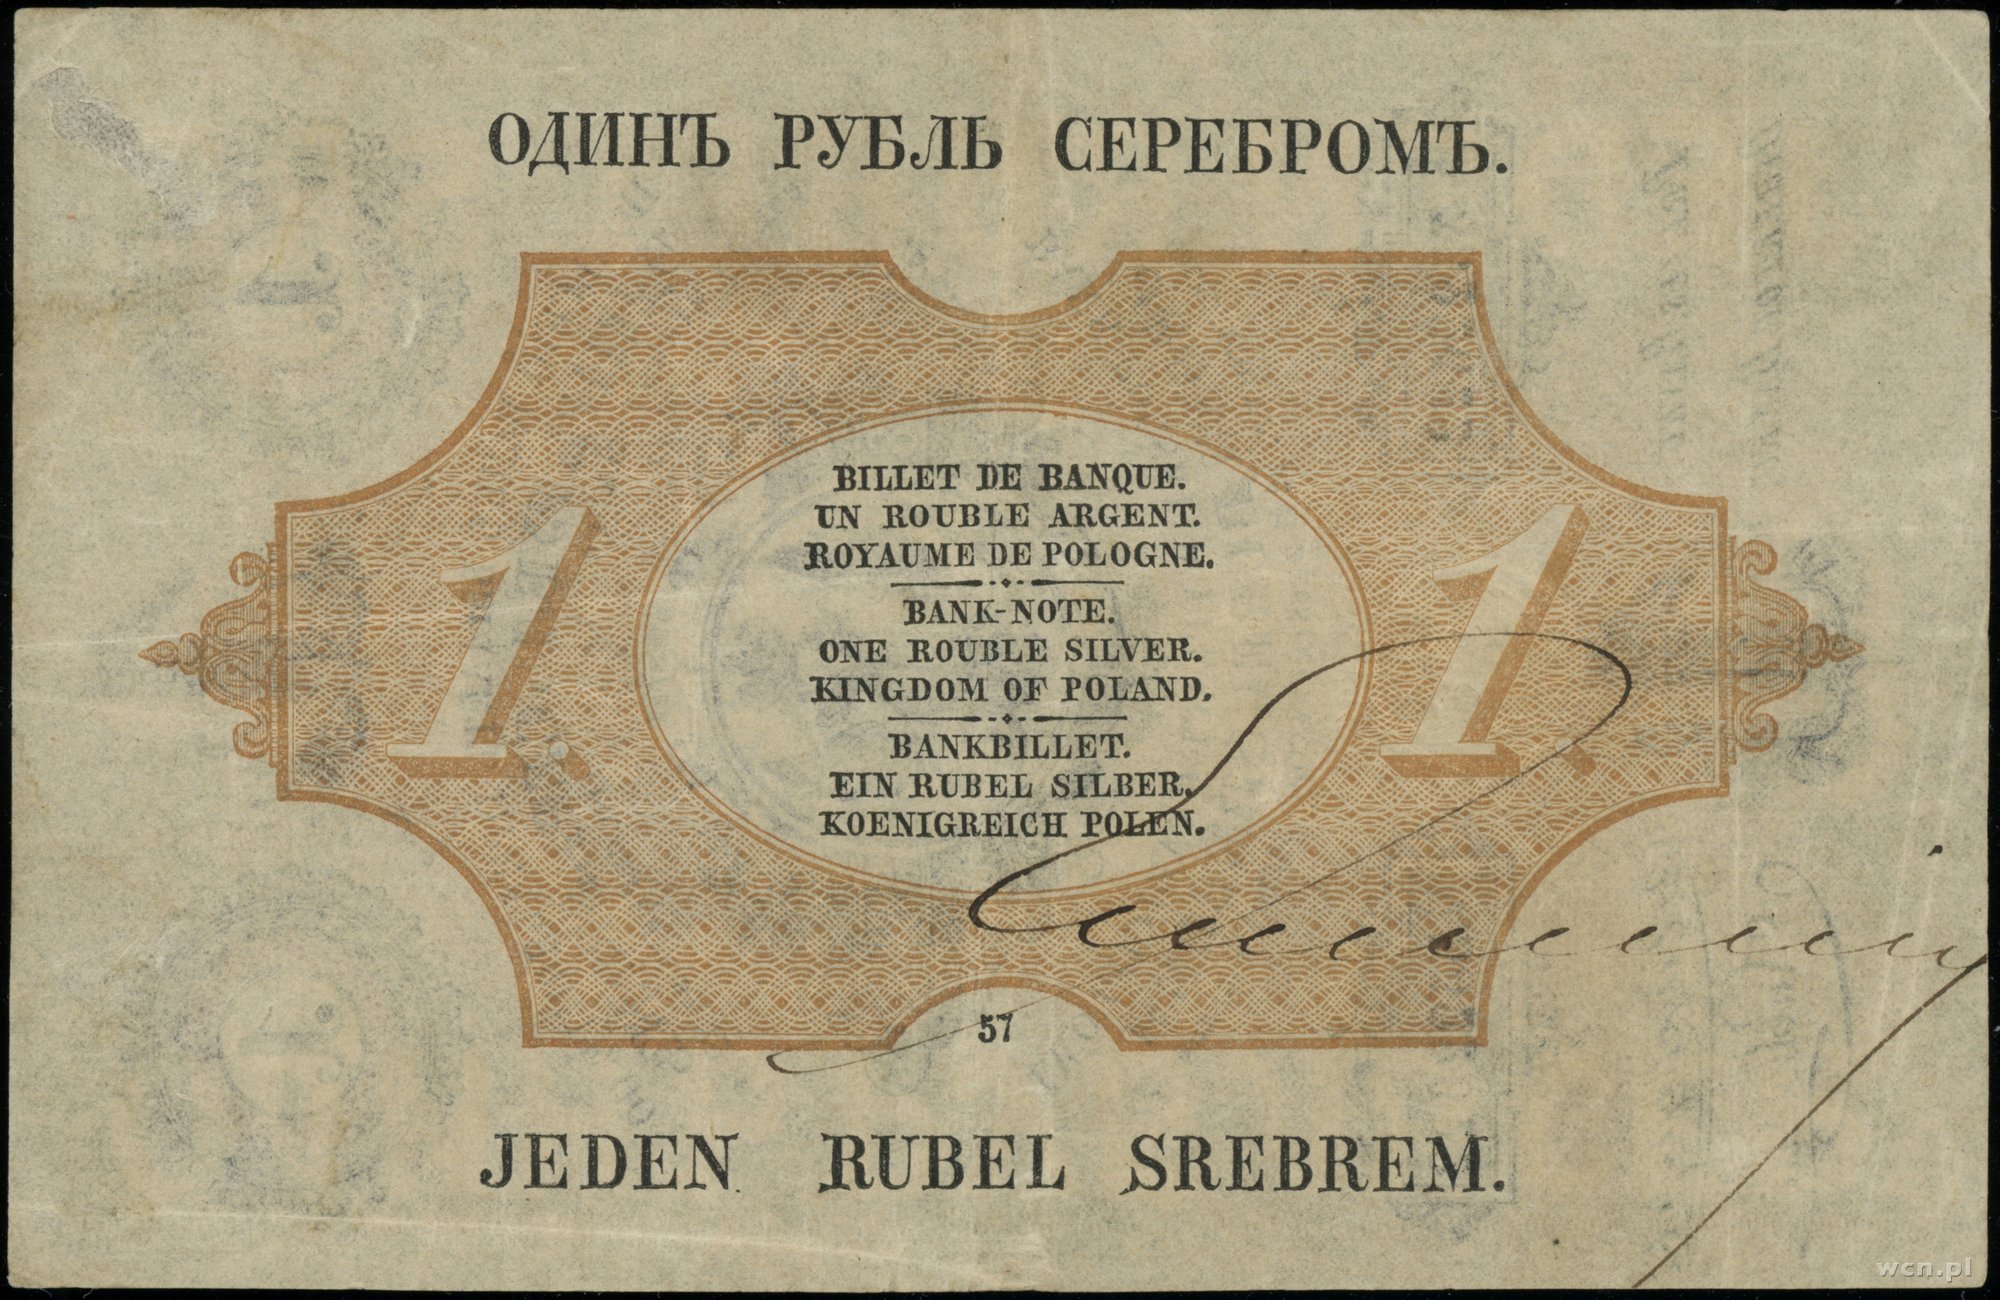 ОДИНЪ РУБЛЬ СЕРЕБРОМЪ.
BILLET DE BANQUE.
UN ROUBLE ARGENT.
ROYAUME DE POLOGNE.
BANK-NOTE.
ONE ROUBLE SILVER.
KINGDOM OF POLAND.
1. 1.
BANKBILLET.
EIN RUBEL SILBER.
KOENIGREICH POLEN.
57
JEDEN RUBEL SREBREM.
wcn.pl